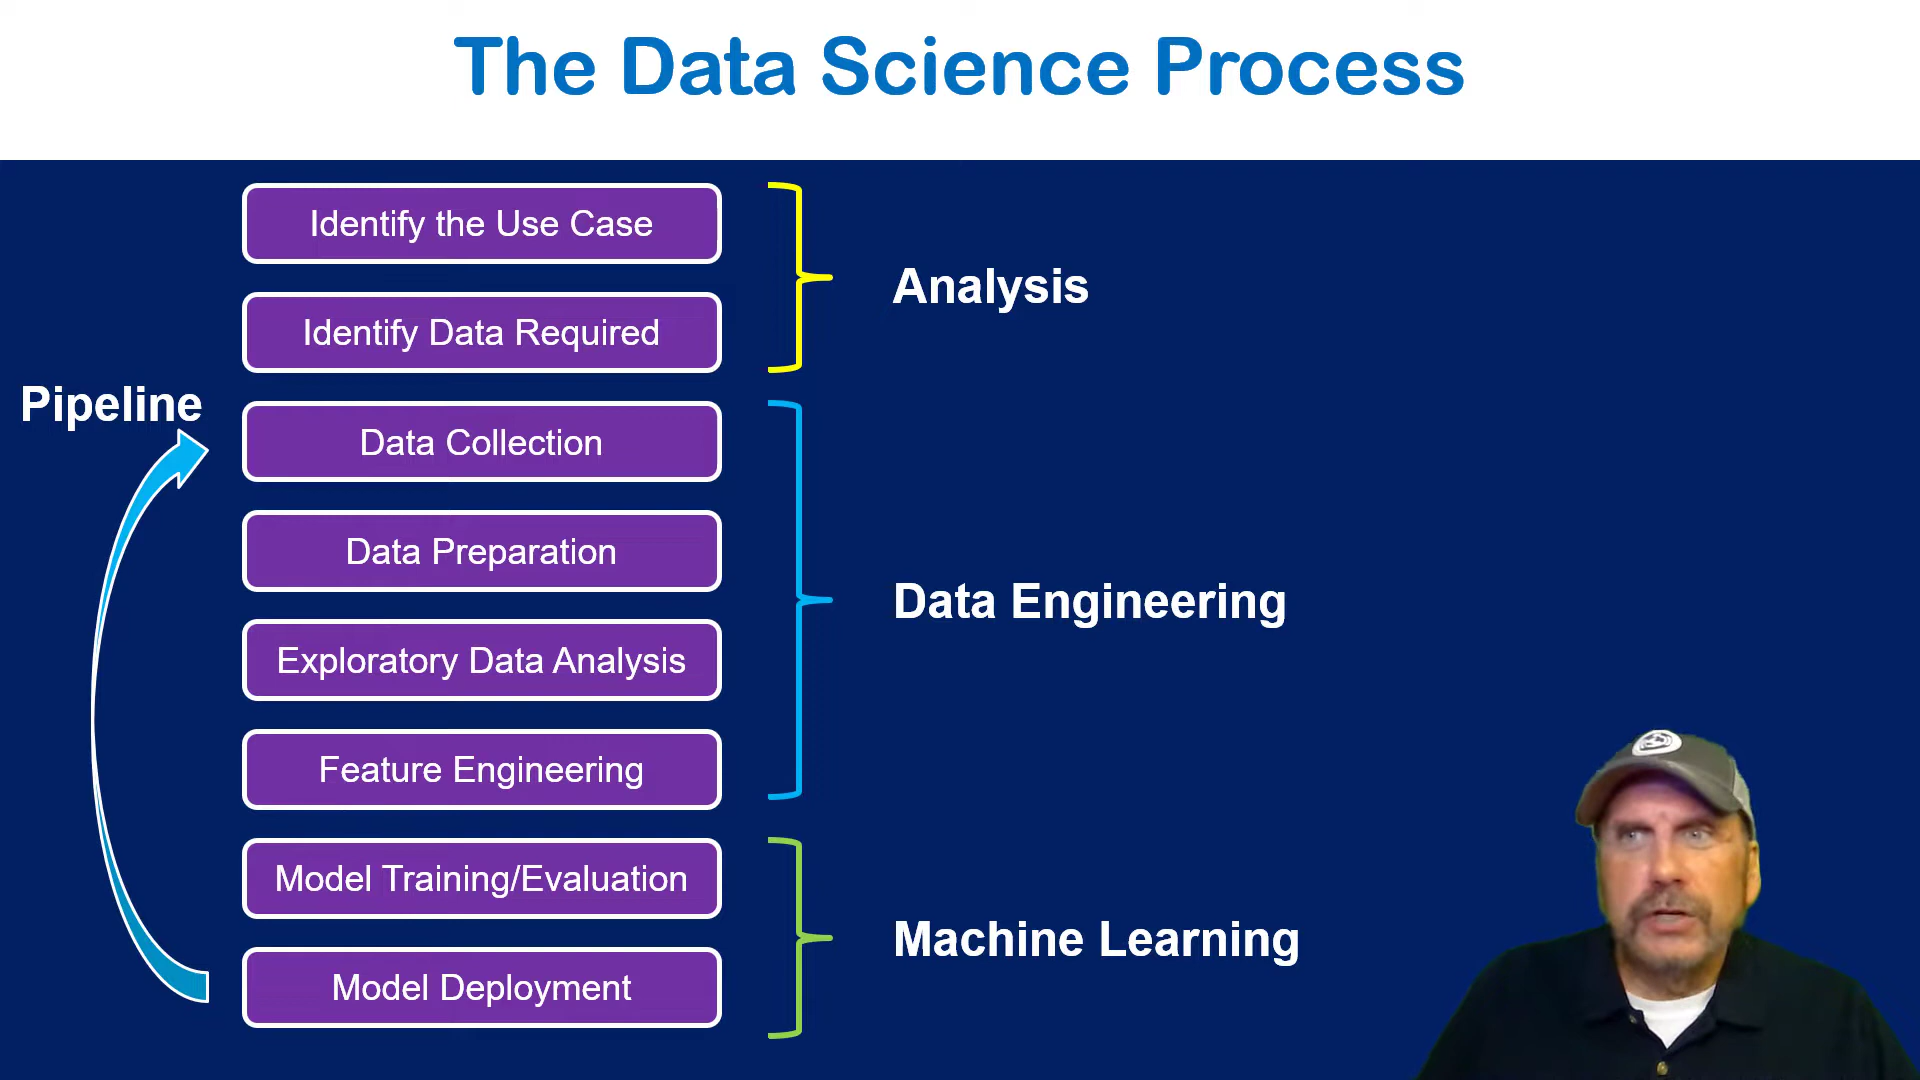 The Data Science Process
Identify the Use Case
Identify Data Required
Analysis
Pipeline
Data Collection
Data Preparation
Exploratory Data Analysis
Feature Engineering
Data Engineering
Model Training/Evaluation
Model Deployment
Machine Learning